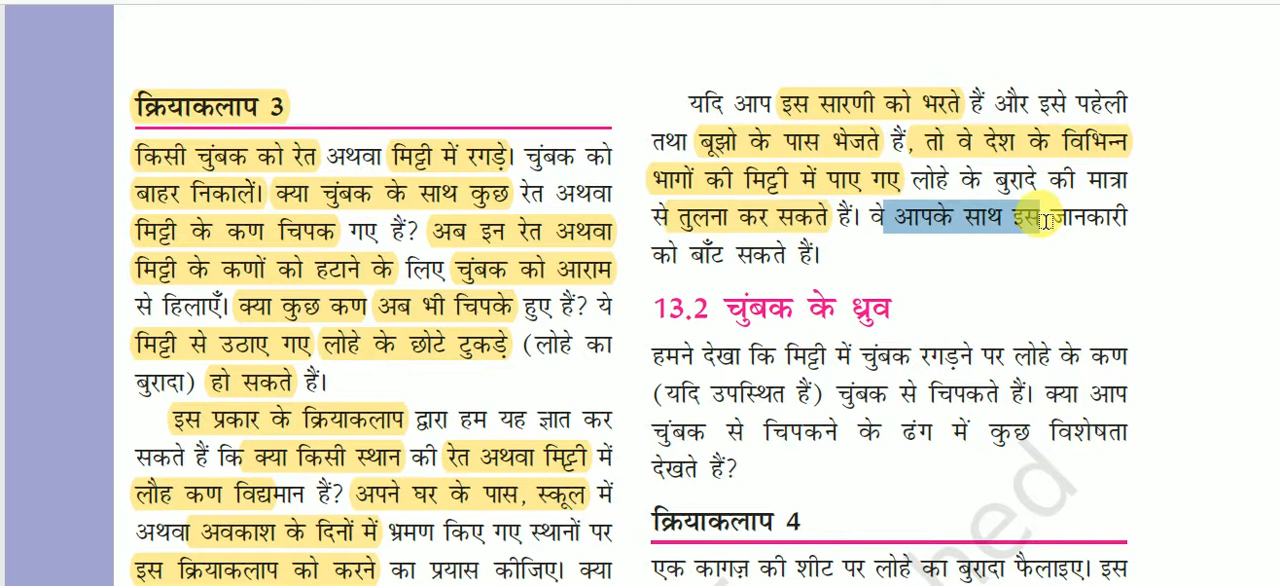 क्रियाकलाप 3
किसी चुंबक को रेत अथवा मिट्टी में रगड़े। चुंबक को
बाहर निकालें। क्या चुंबक के साथ कुछ रेत अथवा
मिट्टी के कण चिपक गए हैं? अब इन रेत अथवा
मिट्टी के कणों को हटाने के लिए चुंबक को आराम
से हिलाएँ। क्या कुछ कण अब भी चिपके हुए हैं? ये
मिट्टी से उठाए गए लोहे के छोटे टुकड़े (लोहे का
बुरादा) हो सकते हैं।
इस प्रकार के क्रियाकलाप द्वारा हम यह ज्ञात कर
सकते हैं कि क्या किसी स्थान की रेत अथवा मिट्टी में
लौह कण विद्यमान हैं? अपने घर के पास, स्कूल में
अथवा अवकाश के दिनों में भ्रमण किए गए स्थानों पर
इस क्रियाकलाप को करने का प्रयास कीजिए। क्या
यदि आप इस सारणी को भरते हैं और इसे पहेली
तथा बूझो के पास भेजते हैं, तो वे देश के विभिन्न
भागों की मिट्टी में पाए गए लोहे के बुरादे की मात्रा
से तुलना कर सकते हैं। वे आपके साथ इस जानकारी
को बाँट सकते हैं।
13.2 चुंबक के ध्रुव
हमने देखा कि मिट्टी में चुंबक रगड़ने पर लोहे के कण
(यदि उपस्थित हैं) चुंबक से चिपकते हैं। क्या आप
चुंबक से चिपकने के ढंग में कुछ विशेषता
देखते हैं?
क्रियाकलाप 4
एक कागज़ की शीट पर लोहे का बुरादा फैलाइए। इस
hed